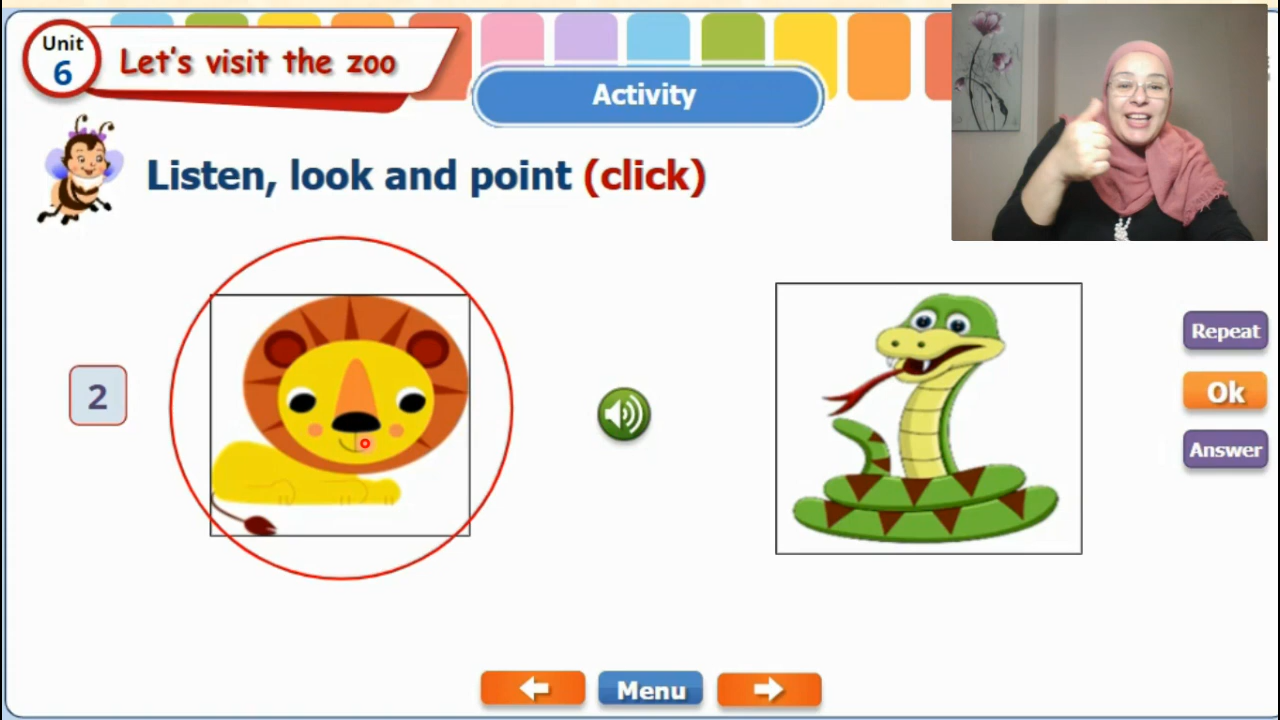 Unit
6
Let's visit the zoo
Activity
Listen, look and point (click)
2
Repeat
Ok
Answer
Menu